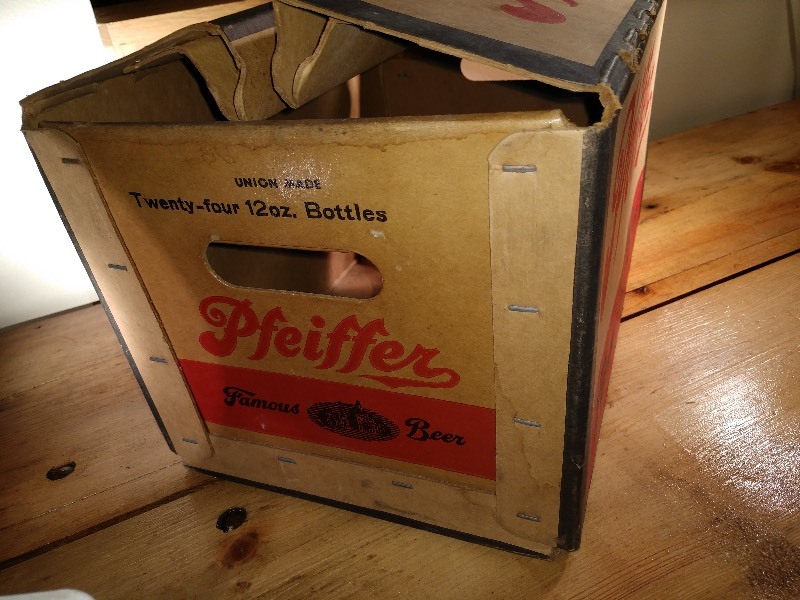 UNION MADE
Twenty-four 12oz. Bottles
Pfeiffer
Famous Beer